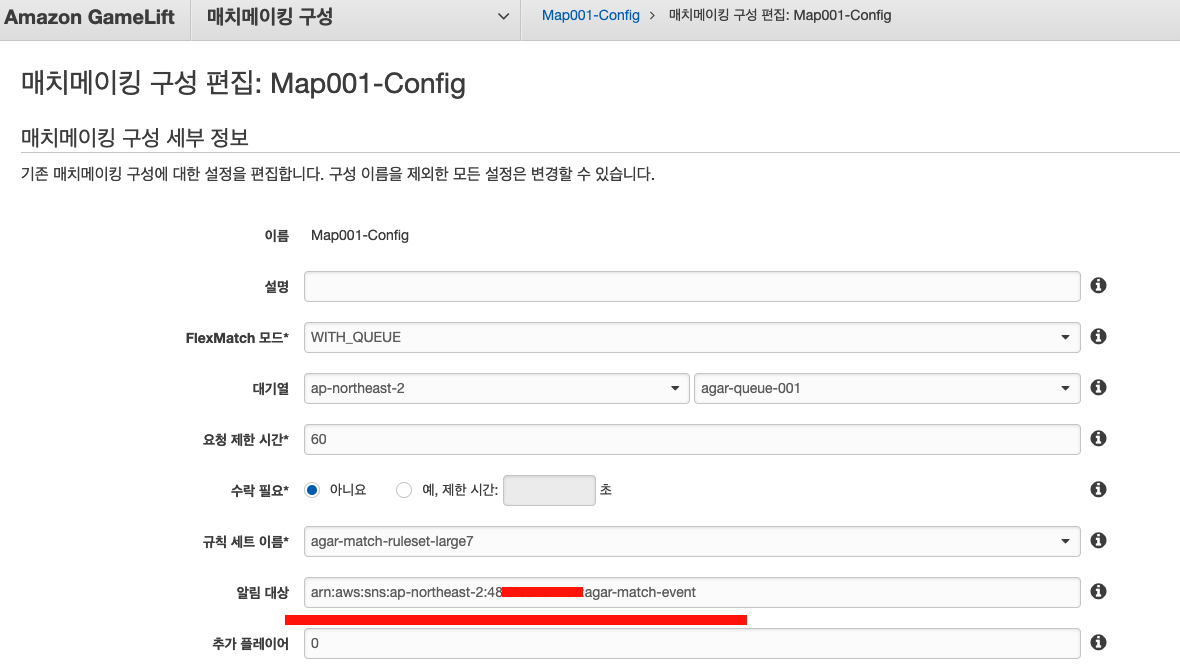 Amazon GameLift 매치메이킹 구성 Map001-Config > 매치메이킹 구성 편집: Map001-Config
매치메이킹 구성 편집: Map001-Config
매치메이킹 구성 세부 정보
기존 매치메이킹 구성에 대한 설정을 편집합니다. 구성 이름을 제외한 모든 설정은 변경할 수 있습니다.
이름 Map001-Config
설명
FlexMatch 모드* WITH_QUEUE
대기열 ap-northeast-2 agar-queue-001
요청 제한 시간* 60
수락 필요* 아니요 예, 제한 시간: 초
규칙 세트 이름* agar-match-ruleset-large7
알림 대상 arn:aws:sns:ap-northeast-2:48 :agar-match-event
추가 플레이어 0